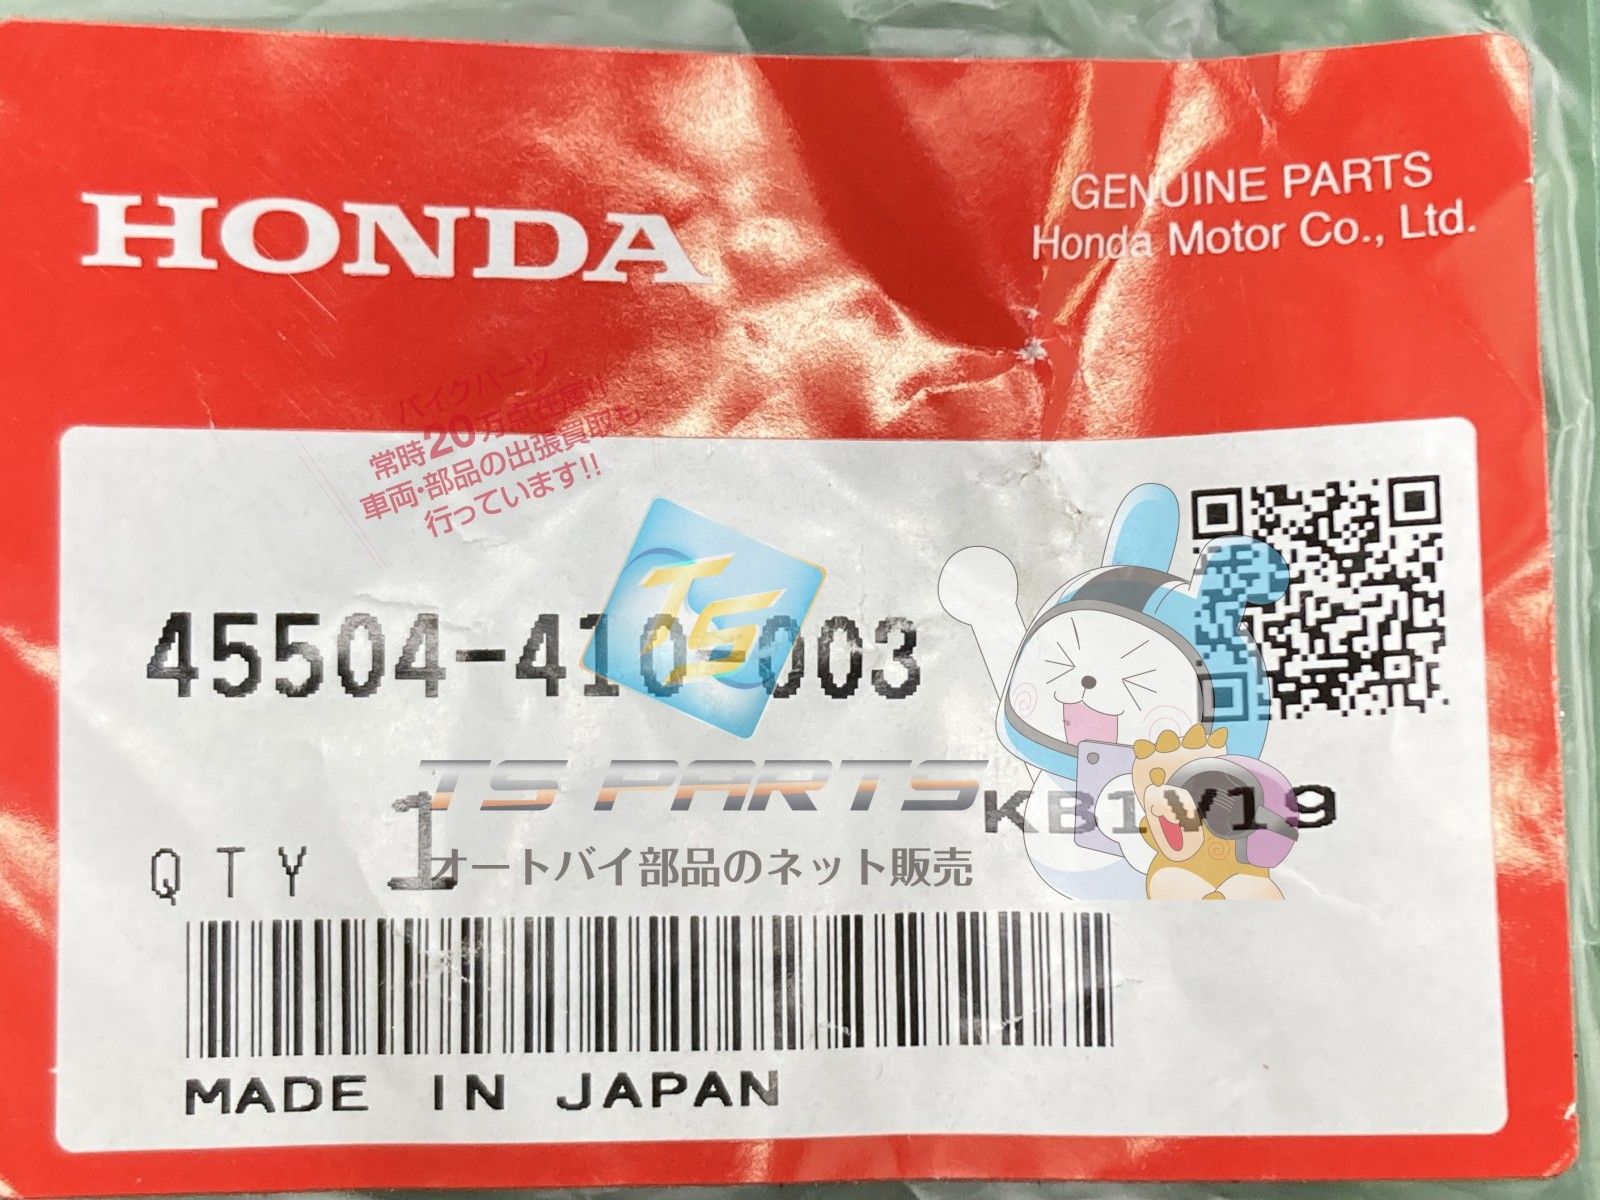 HONDA
GENUINE PARTS
Honda Motor Co., Ltd.
バイクパーツ
常時20万点在庫!!
車両・部品の出張買取も
行っています!!
TS
45504-410-003
TS PARTS
KB1V19
QTY 1
オートバイ部品のネット販売
MADE IN JAPAN